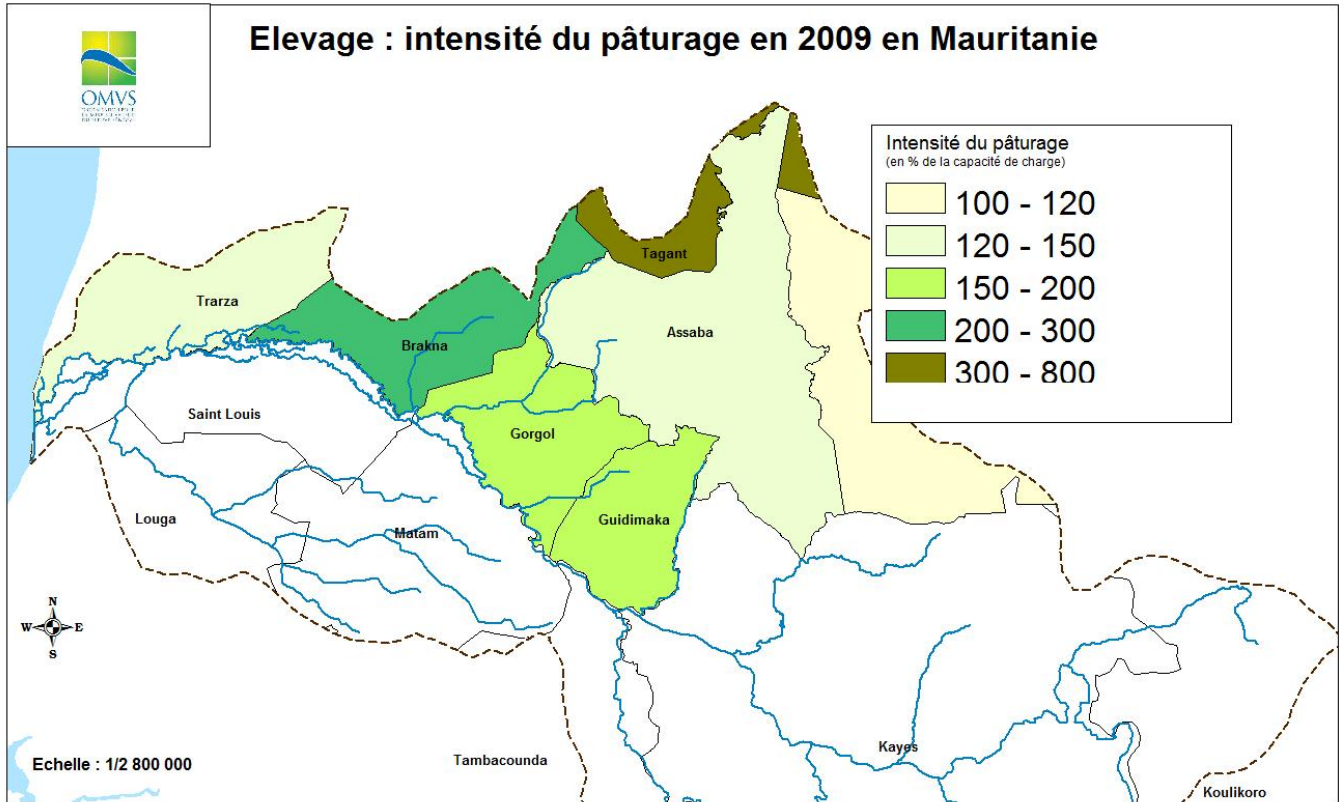 Elevage : intensité du pâturage en 2009 en Mauritanie
OMVS
Intensité du pâturage
(en % de la capacité de charge)
100 - 120
120 - 150
150 - 200
200 - 300
300 - 800
Tagant
Trarza
Assaba
Brakna
Saint Louis
Gorgol
Louga
Guidimaka
Matam
N
W
E
S
Kayes
Tambacounda
Echelle : 1/2 800 000
Koulikoro